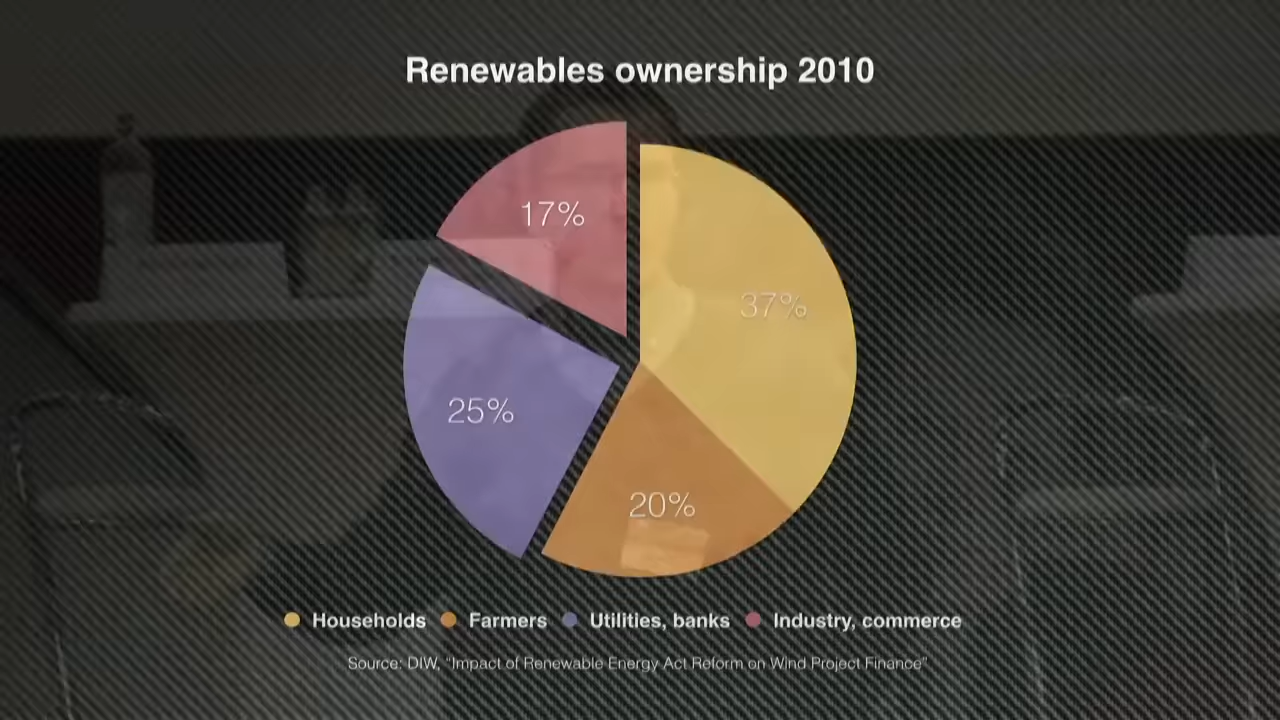 Renewables ownership 2010
17%
37%
25%
20%
Households Farmers Utilities, banks Industry, commerce
Source: DIW, “Impact of Renewable Energy Act Reform on Wind Project Finance”